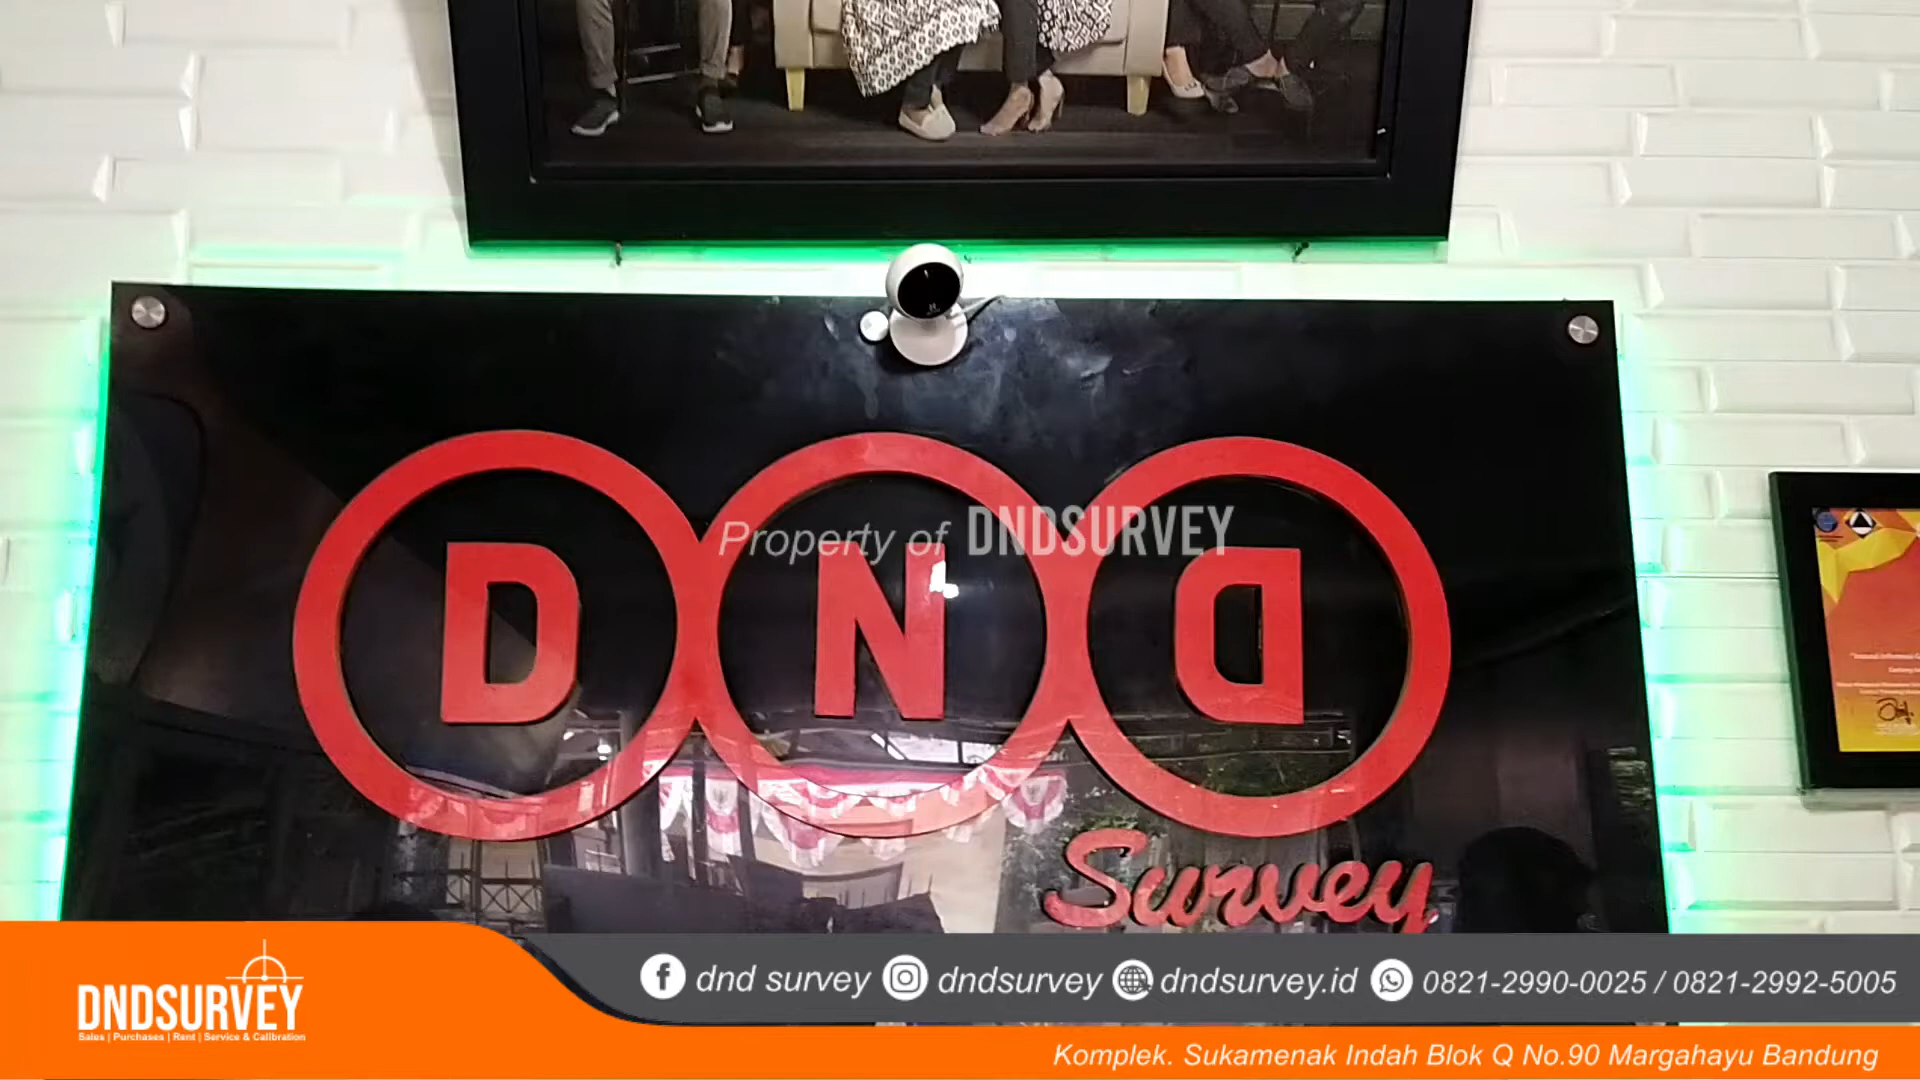 Property of DNDSURVEY
D N D
Survey
DNDSURVEY
Sales | Purchases | Rent | Service & Calibration
dnd survey dndsurvey dndsurvey.id 0821-2990-0025 / 0821-2992-5005
Komplek. Sukamenak Indah Blok Q No.90 Margahayu Bandung